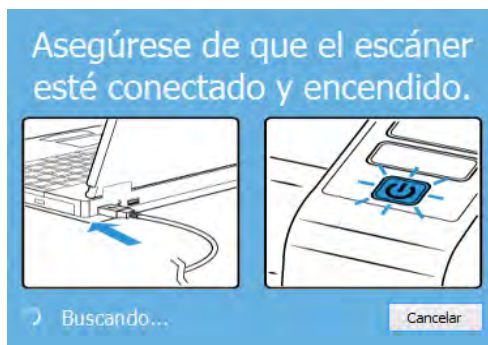 Asegúrese de que el escáner
esté conectado y encendido.
Buscando...
Cancelar